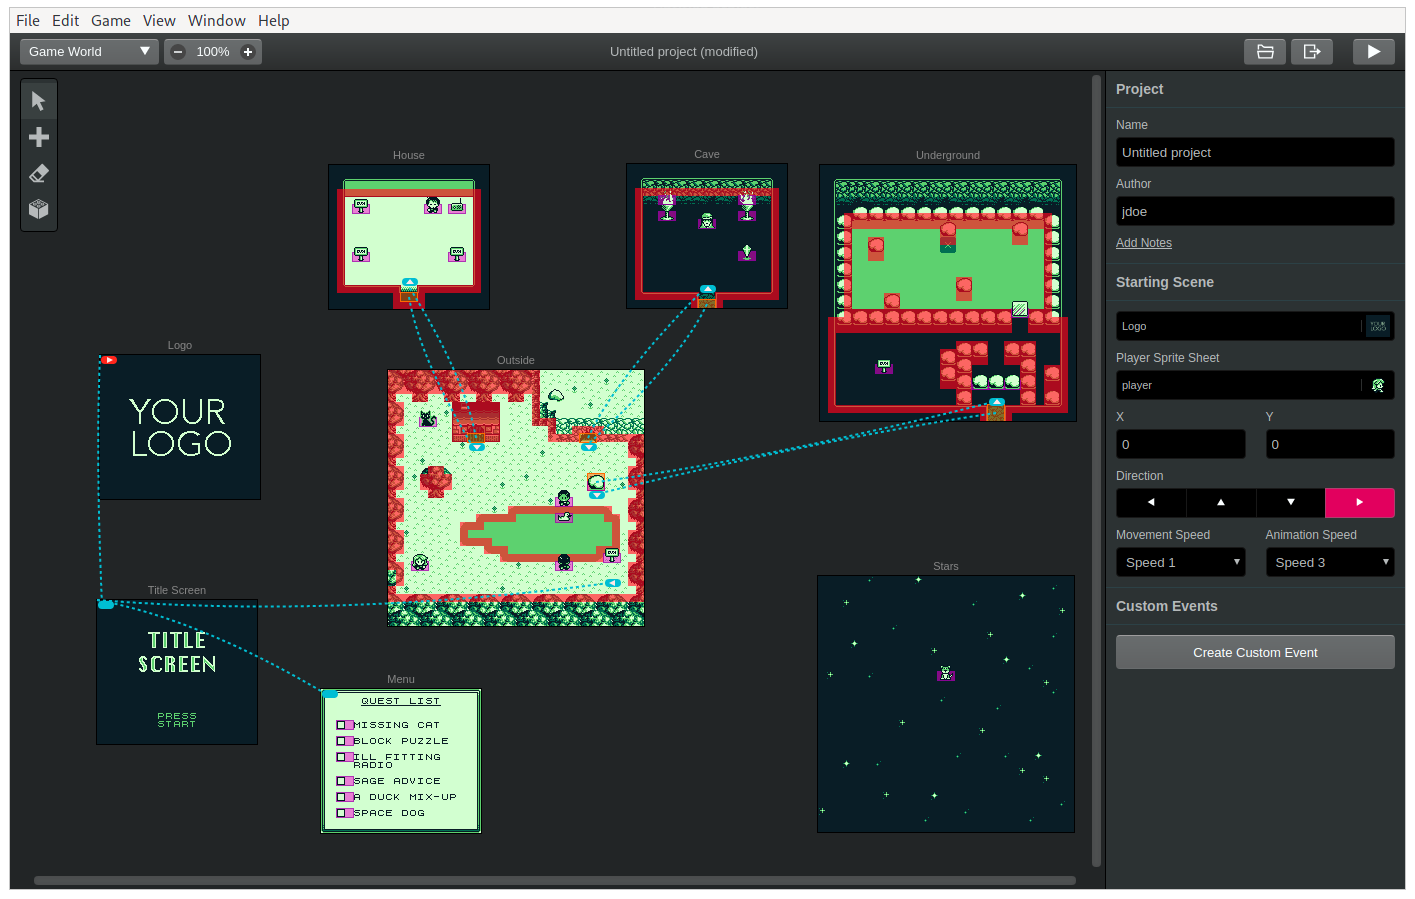 File Edit Game View Window Help
Game World
100%
Untitled project (modified)
Project
Name
Untitled project
Author
jdoe
Add Notes
Starting Scene
Logo
Player Sprite Sheet
player
X Y
0 0
Direction
Movement Speed Animation Speed
Speed 1 Speed 3
Custom Events
Create Custom Event
House
Cave
Underground
Logo
YOUR
LOGO
Outside
Title Screen
TITLE
SCREEN
PRESS
START
Menu
QUEST LIST
MISSING CAT
BLOCK PUZZLE
ILL FITTING
RADIO
SAGE ADVICE
A DUCK MIX-UP
SPACE DOG
Stars